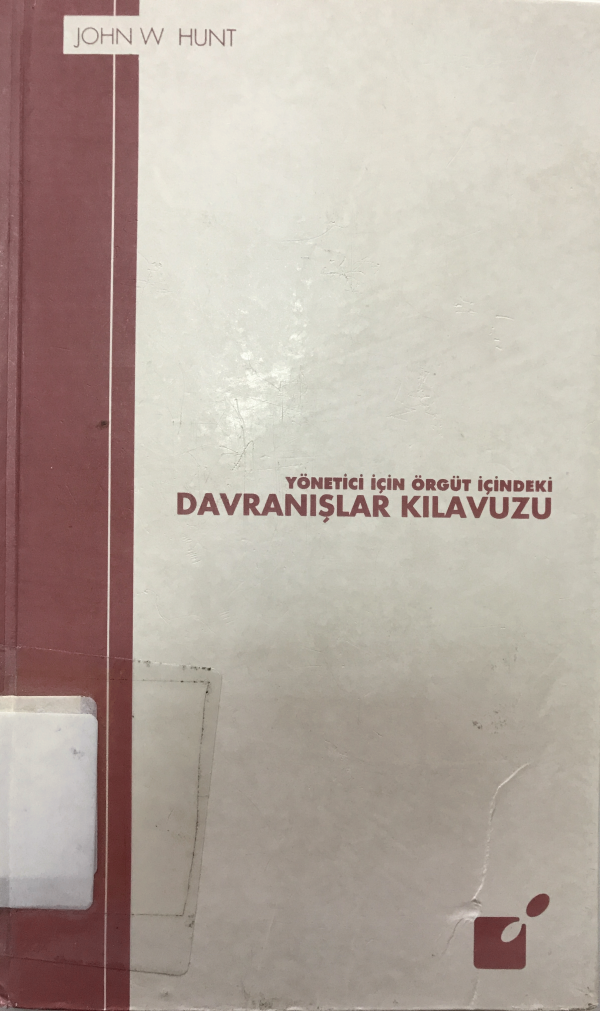 JOHN W HUNT
YÖNETİCİ İÇİN ÖRGÜT İÇİNDEKİ
DAVRANIŞLAR KILAVUZU